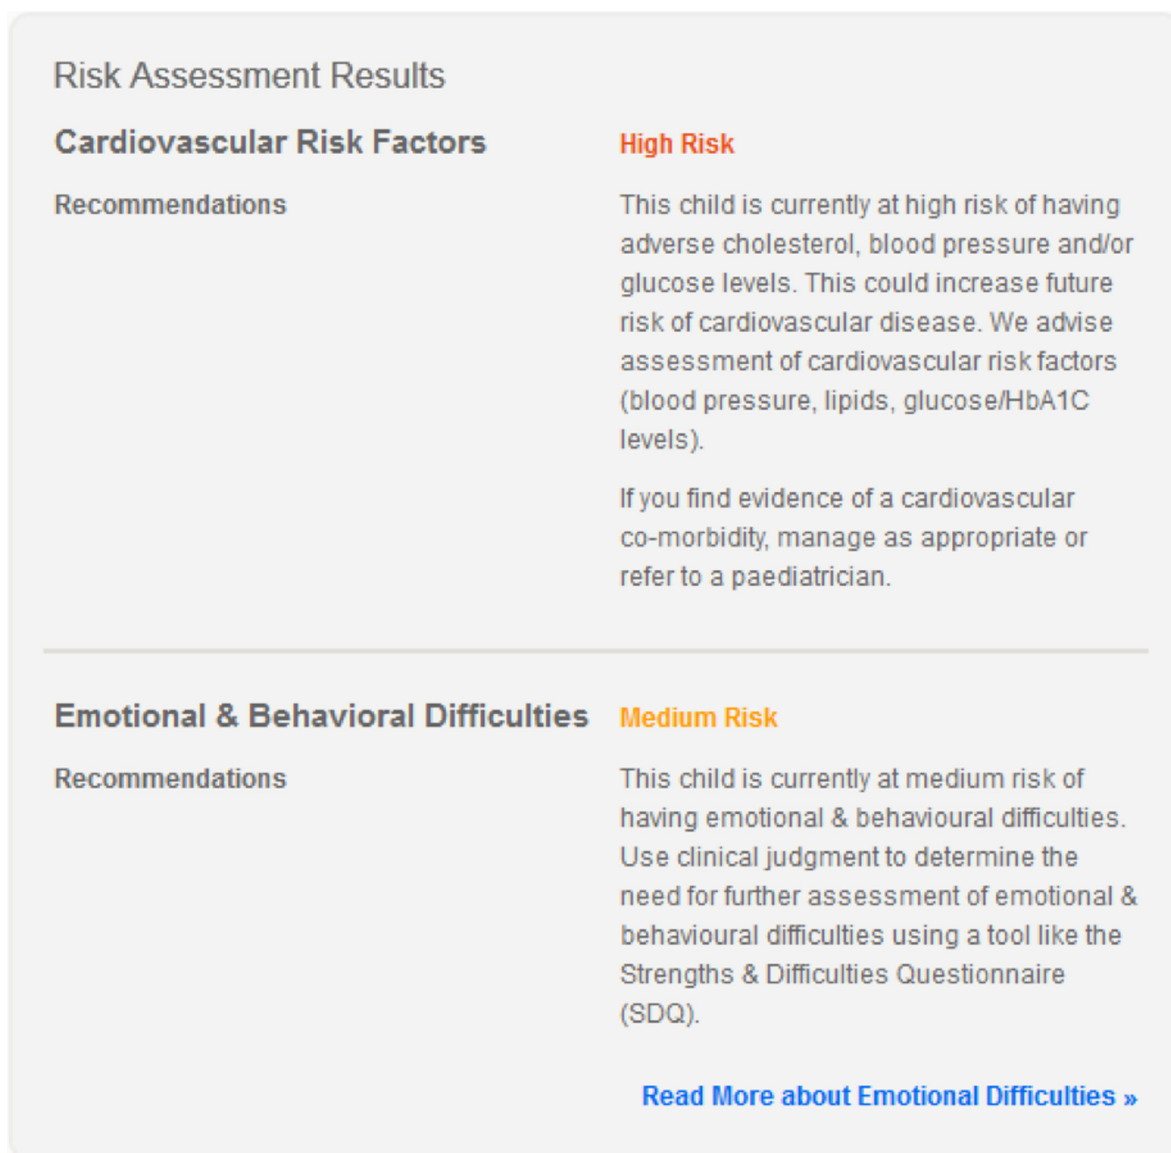 Risk Assessment Results
Cardiovascular Risk Factors
High Risk
Recommendations
This child is currently at high risk of having
adverse cholesterol, blood pressure and/or
glucose levels. This could increase future
risk of cardiovascular disease. We advise
assessment of cardiovascular risk factors
(blood pressure, lipids, glucose/HbA1C
levels).
If you find evidence of a cardiovascular
co-morbidity, manage as appropriate or
refer to a paediatrician.
Emotional & Behavioral Difficulties
Medium Risk
Recommendations
This child is currently at medium risk of
having emotional & behavioural difficulties.
Use clinical judgment to determine the
need for further assessment of emotional &
behavioural difficulties using a tool like the
Strengths & Difficulties Questionnaire
(SDQ).
Read More about Emotional Difficulties »